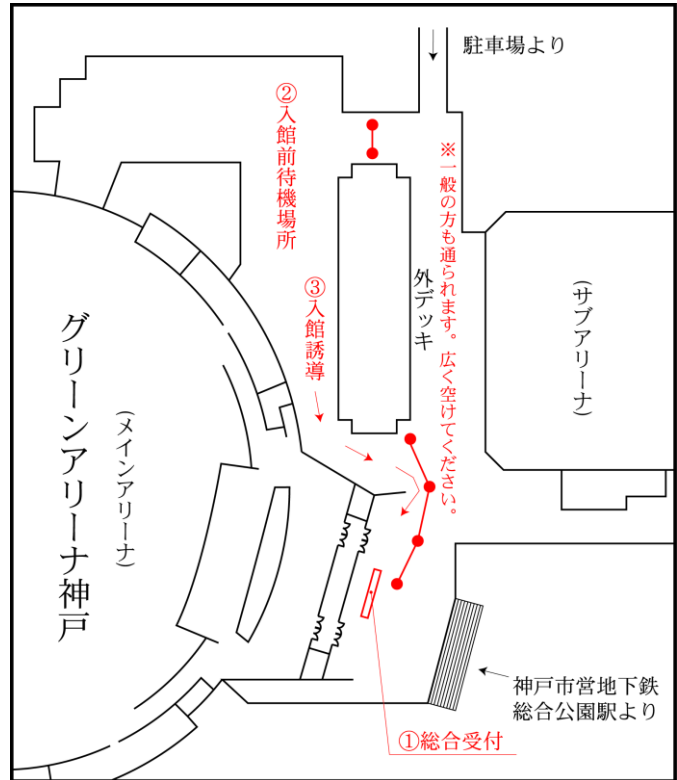 駐車場より
②入館前待機場所
※一般の方も通られます。広く空けてください。
外デッキ
(サブアリーナ)
③入館誘導
グリーンアリーナ神戸
(メインアリーナ)
神戸市営地下鉄
総合公園駅より
①総合受付